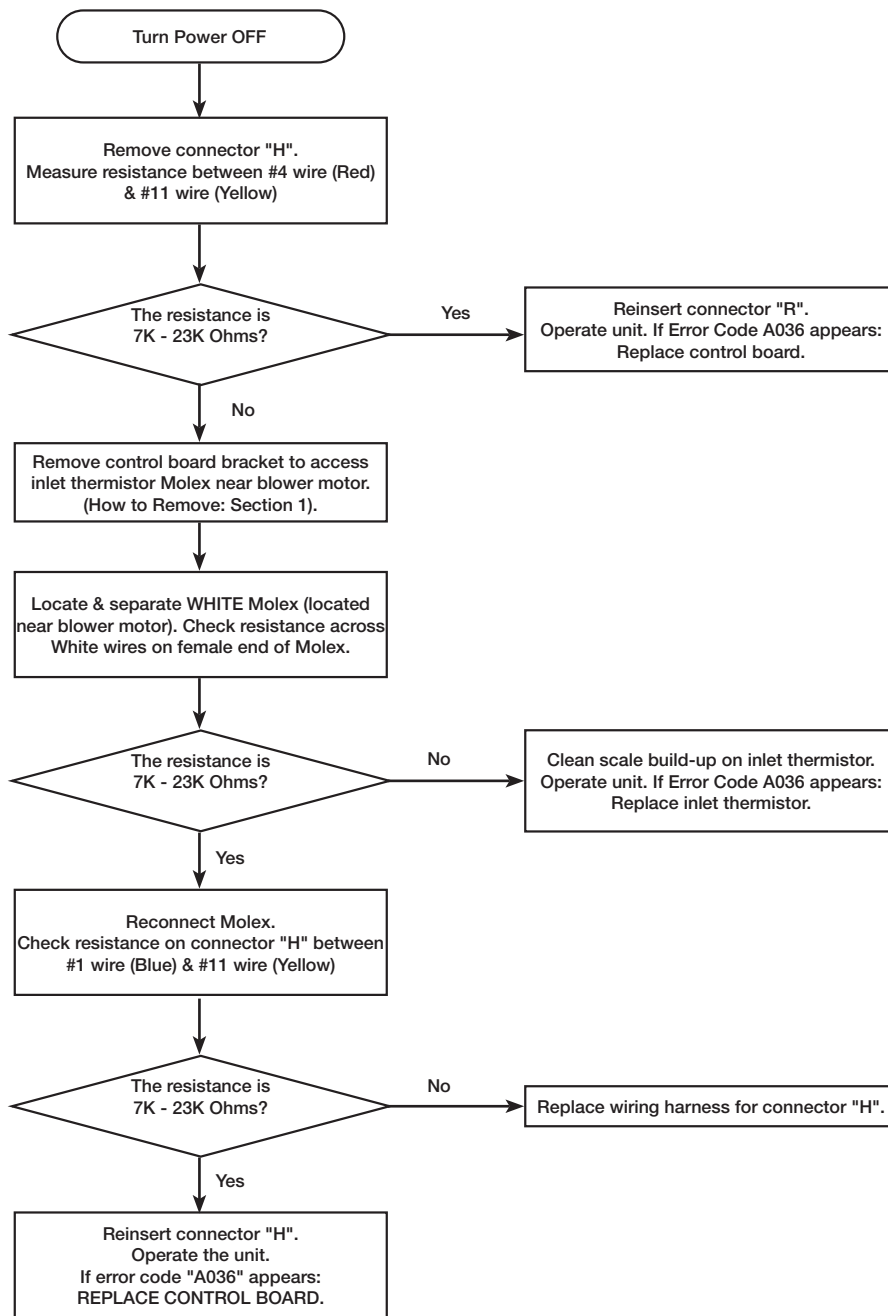 Turn Power OFF
Remove connector "H".
Measure resistance between #4 wire (Red)
& #11 wire (Yellow)
The resistance is
7K - 23K Ohms?
Yes
Reinsert connector "R".
Operate unit. If Error Code A036 appears:
Replace control board.
No
Remove control board bracket to access
inlet thermistor Molex near blower motor.
(How to Remove: Section 1).
Locate & separate WHITE Molex (located
near blower motor). Check resistance across
White wires on female end of Molex.
The resistance is
7K - 23K Ohms?
No
Clean scale build-up on inlet thermistor.
Operate unit. If Error Code A036 appears:
Replace inlet thermistor.
Yes
Reconnect Molex.
Check resistance on connector "H" between
#1 wire (Blue) & #11 wire (Yellow)
The resistance is
7K - 23K Ohms?
No
Replace wiring harness for connector "H".
Yes
Reinsert connector "H".
Operate the unit.
If error code "A036" appears:
REPLACE CONTROL BOARD.